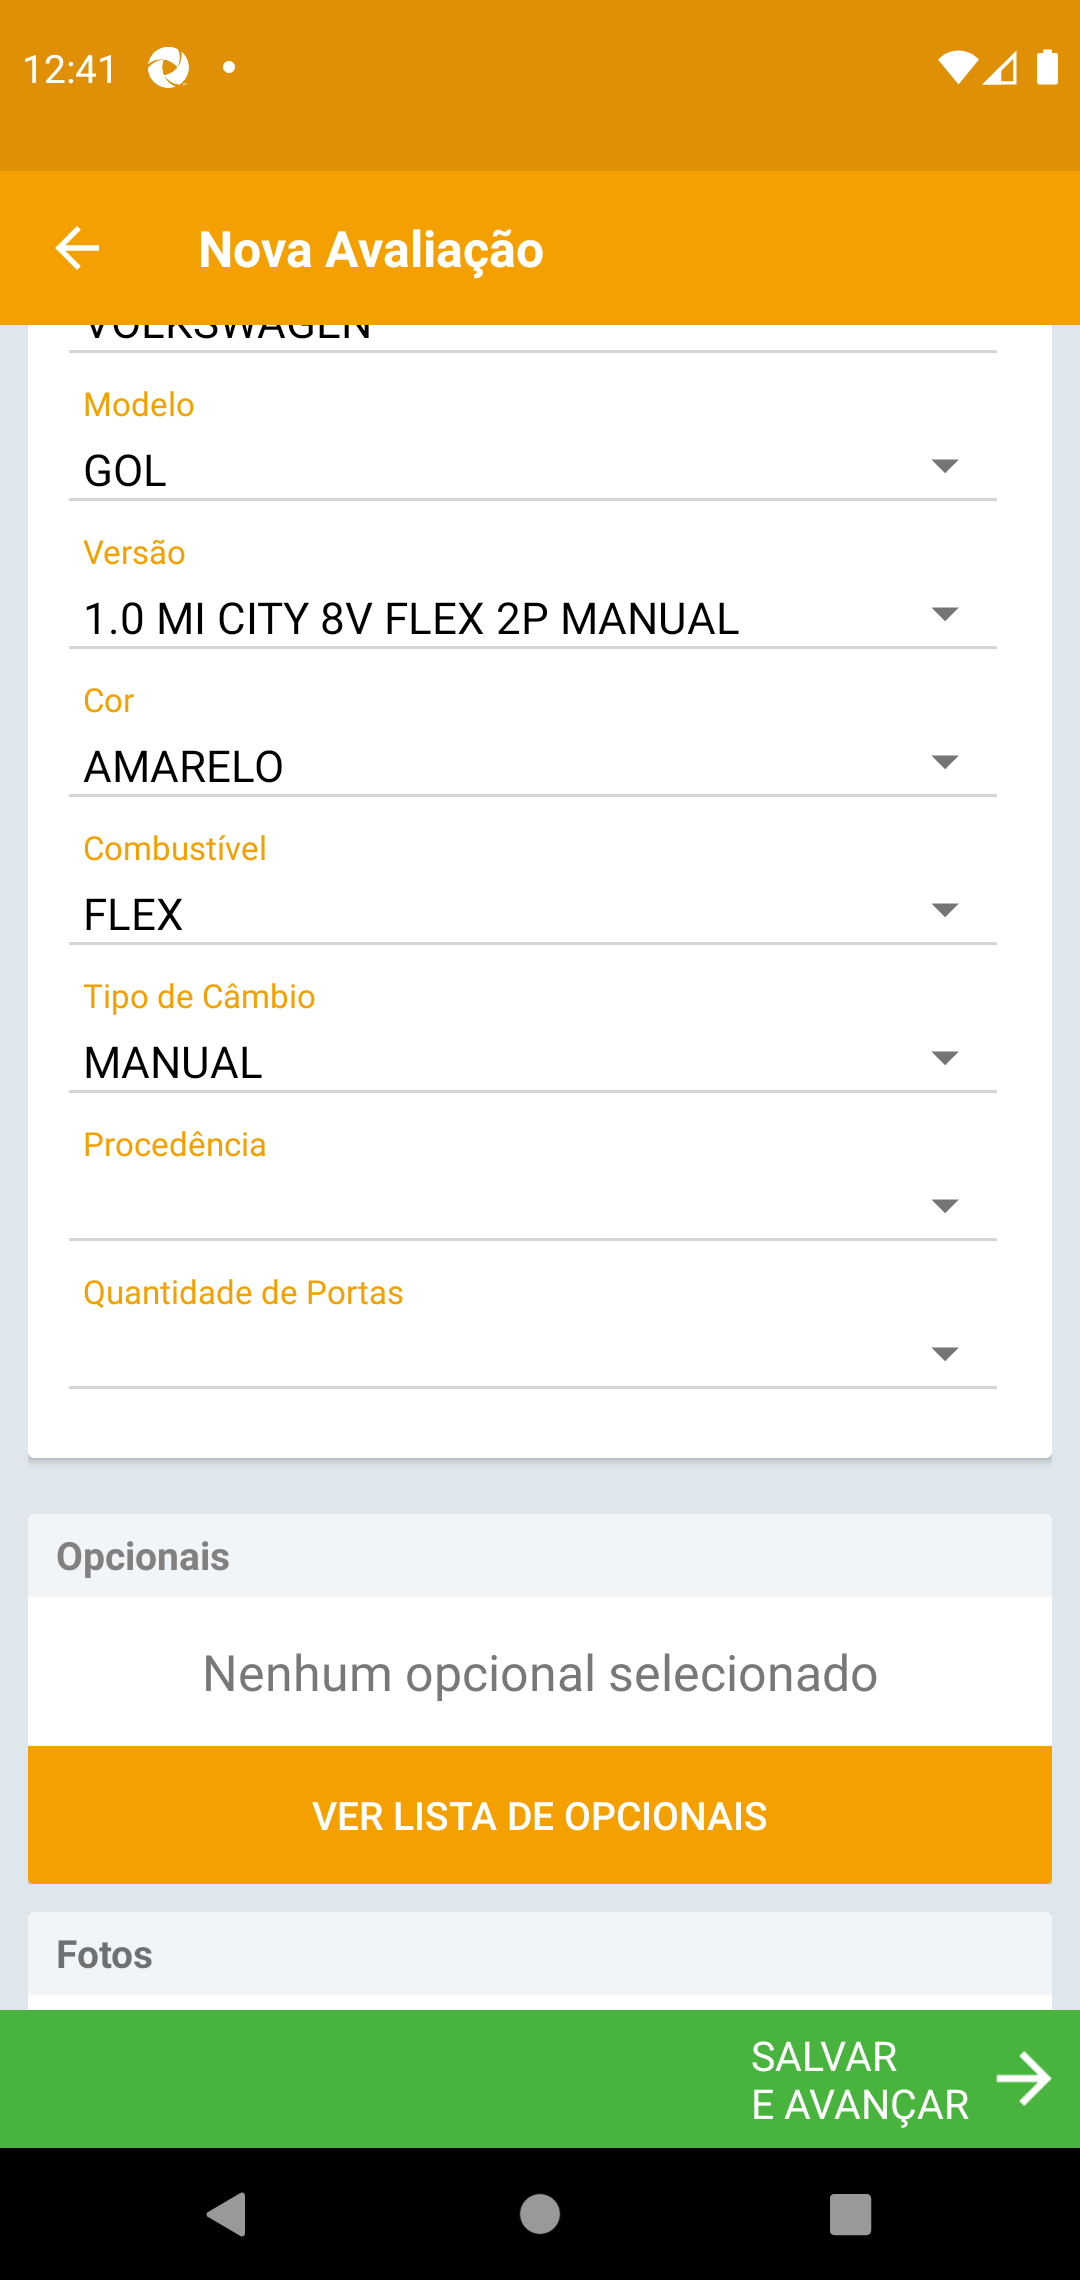 12:41
Nova Avaliação
VOLKSWAGEN
Modelo
GOL
Versão
1.0 MI CITY 8V FLEX 2P MANUAL
Cor
AMARELO
Combustível
FLEX
Tipo de Câmbio
MANUAL
Procedência
Quantidade de Portas
Opcionais
Nenhum opcional selecionado
VER LISTA DE OPCIONAIS
Fotos
SALVAR
E AVANÇAR